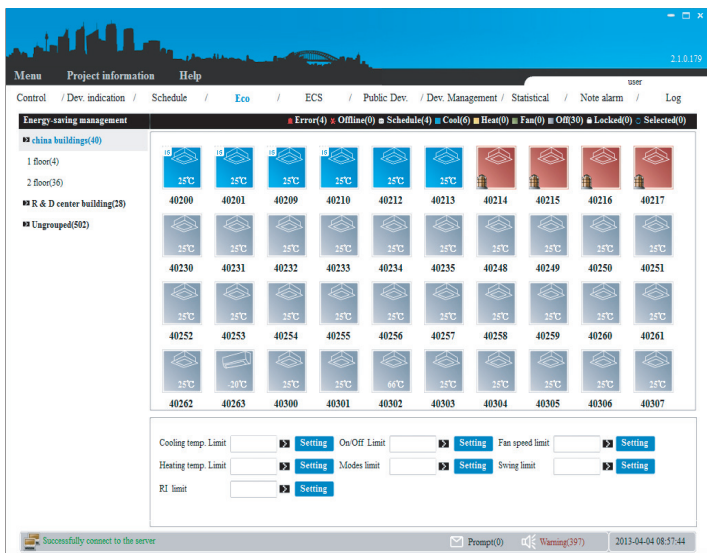 2.1.0.179
Menu Project information Help
user
Control / Dev. indication / Schedule / Eco / ECS / Public Dev. / Dev. Management / Statistical / Note alarm / Log
Energy-saving management
Error(4) Offline(0) Schedule(4) Cool(6) Heat(0) Fan(0) Off(30) Locked(0) Selected(0)
china buildings(40)
1 floor(4)
2 floor(36)
R & D center building(28)
Ungrouped(502)
25℃ 25℃ 25℃ 25℃ 25℃ 25℃
40200 40201 40209 40210 40212 40213 40214 40215 40216 40217
25℃ 25℃ 25℃ 25℃ 25℃ 25℃ 25℃ 25℃ 25℃ 25℃
40230 40231 40232 40233 40234 40235 40248 40249 40250 40251
25℃ 25℃ 25℃ 25℃ 25℃ 25℃ 25℃ 25℃ 25℃ 25℃
40252 40253 40254 40255 40256 40257 40258 40259 40260 40261
25℃ -20℃ 25℃ 25℃ 66℃ 25℃ 25℃ 25℃ 25℃ 25℃
40262 40263 40300 40301 40302 40303 40304 40305 40306 40307
Cooling temp. Limit Setting On/Off Limit Setting Fan speed limit Setting
Heating temp. Limit Setting Modes limit Setting Swing limit Setting
RI limit Setting
Successfully connect to the server Prompt(0) Warning(397) 2013-04-04 08:57:44